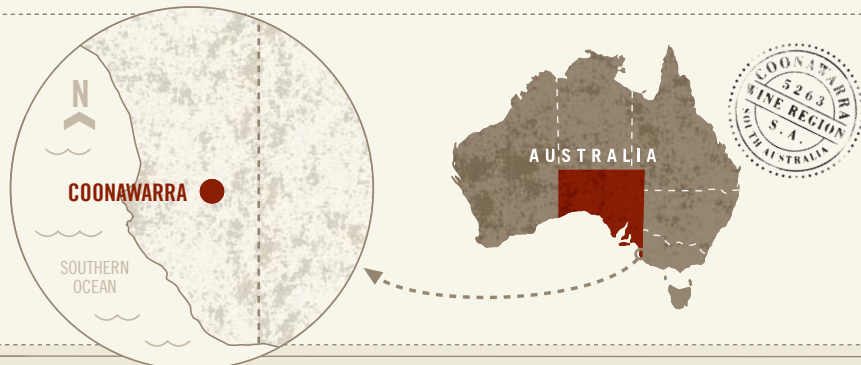 N
COONAWARRA
SOUTHERN
OCEAN
AUSTRALIA
COONAWARRA
5263
WINE REGION
S.A.
SOUTH AUSTRALIA